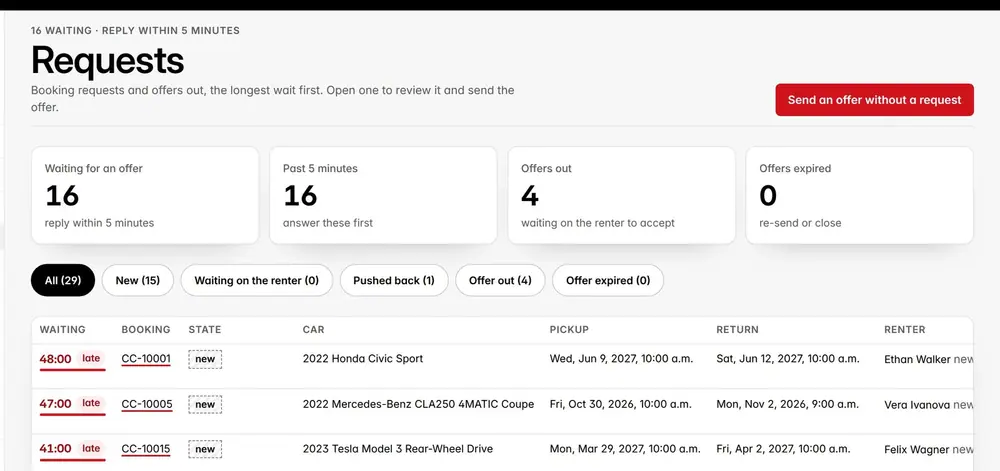 16 WAITING · REPLY WITHIN 5 MINUTES
Requests
Booking requests and offers out, the longest wait first. Open one to review it and send the
offer.
Send an offer without a request
Waiting for an offer
16
reply within 5 minutes
Past 5 minutes
16
answer these first
Offers out
4
waiting on the renter to accept
Offers expired
0
re-send or close
All (29) New (15) Waiting on the renter (0) Pushed back (1) Offer out (4) Offer expired (0)
WAITING BOOKING STATE CAR PICKUP RETURN RENTER
48:00 late CC-10001 new 2022 Honda Civic Sport Wed, Jun 9, 2027, 10:00 a.m. Sat, Jun 12, 2027, 10:00 a.m. Ethan Walker new
47:00 late CC-10005 new 2022 Mercedes-Benz CLA250 4MATIC Coupe Fri, Oct 30, 2026, 10:00 a.m. Mon, Nov 2, 2026, 9:00 a.m. Vera Ivanova new
41:00 late CC-10015 new 2023 Tesla Model 3 Rear-Wheel Drive Mon, Mar 29, 2027, 10:00 a.m. Fri, Apr 2, 2027, 10:00 a.m. Felix Wagner new